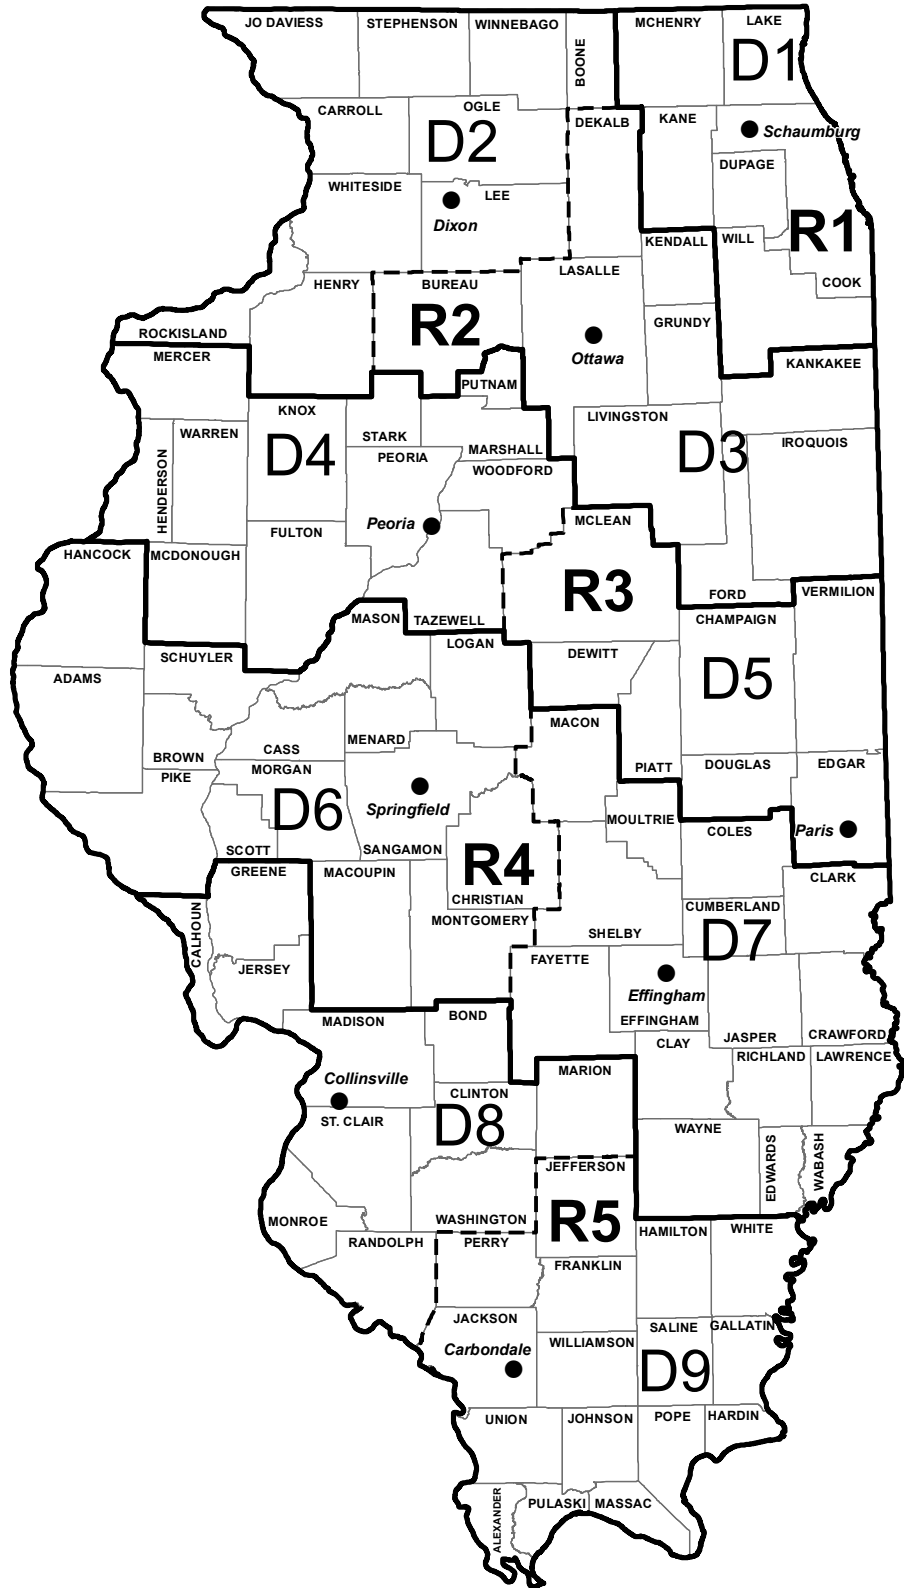 JO DAVIESS
STEPHENSON
WINNEBAGO
BOONE
MCHENRY
LAKE
D1
CARROLL
OGLE
D2
DEKALB
KANE
Schaumburg
DUPAGE
WHITESIDE
LEE
Dixon
R1
KENDALL
WILL
COOK
HENRY
BUREAU
LASALLE
R2
GRUNDY
Ottawa
ROCKISLAND
MERCER
KANKAKEE
PUTNAM
KNOX
LIVINGSTON
WARREN
STARK
D4
D3
IROQUOIS
HENDERSON
PEORIA
MARSHALL
WOODFORD
Peoria
MCLEAN
FULTON
HANCOCK
MCDONOUGH
R3
FORD
VERMILION
MASON
TAZEWELL
CHAMPAIGN
LOGAN
SCHUYLER
DEWITT
ADAMS
D5
MACON
MENARD
CASS
BROWN
PIKE
MORGAN
PIATT
DOUGLAS
EDGAR
D6
Springfield
MOULTRIE
COLES
Paris
SCOTT
SANGAMON
R4
GREENE
MACOUPIN
CLARK
CHRISTIAN
CUMBERLAND
MONTGOMERY
CALHOUN
SHELBY
D7
FAYETTE
JERSEY
Effingham
MADISON
BOND
EFFINGHAM
CLAY
JASPER
CRAWFORD
RICHLAND
LAWRENCE
MARION
Collinsville
CLINTON
ST. CLAIR
D8
WAYNE
EDWARDS
WABASH
JEFFERSON
MONROE
WASHINGTON
R5
HAMILTON
WHITE
RANDOLPH
PERRY
FRANKLIN
JACKSON
SALINE
GALLATIN
Carbondale
WILLIAMSON
D9
UNION
JOHNSON
POPE
HARDIN
ALEXANDER
PULASKI
MASSAC